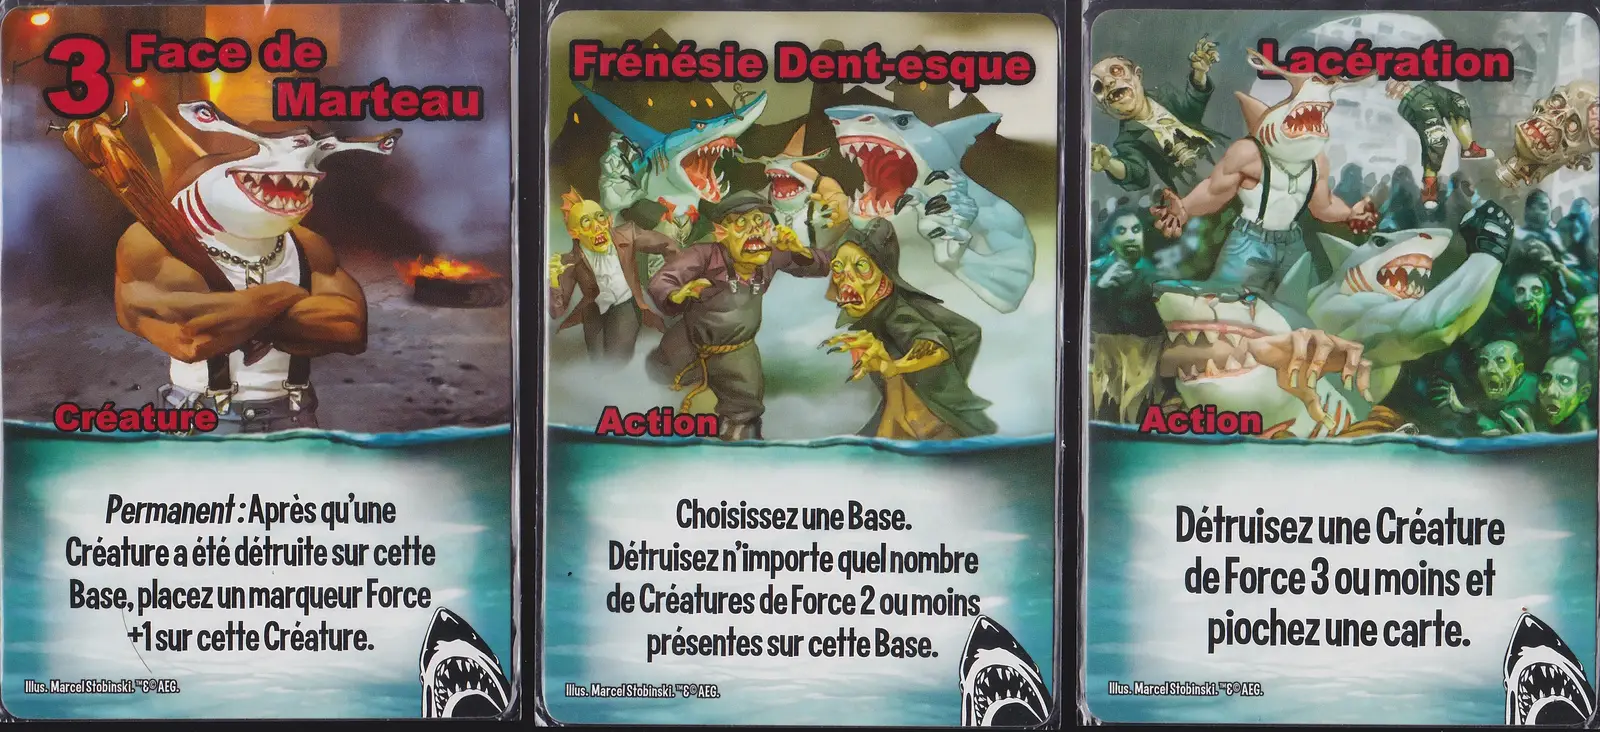 3
Face de
Marteau
Créature
Permanent : Après qu'une
Créature a été détruite sur cette
Base, placez un marqueur Force
+1 sur cette Créature.
Illus. Marcel Stobinski.™&©AEG.
Frénésie Dent-esque
Action
Choisissez une Base.
Détruisez n'importe quel nombre
de Créatures de Force 2 ou moins
présentes sur cette Base.
Illus. Marcel Stobinski.™&©AEG.
Lacération
Action
Détruisez une Créature
de Force 3 ou moins et
piochez une carte.
Illus. Marcel Stobinski.™&©AEG.